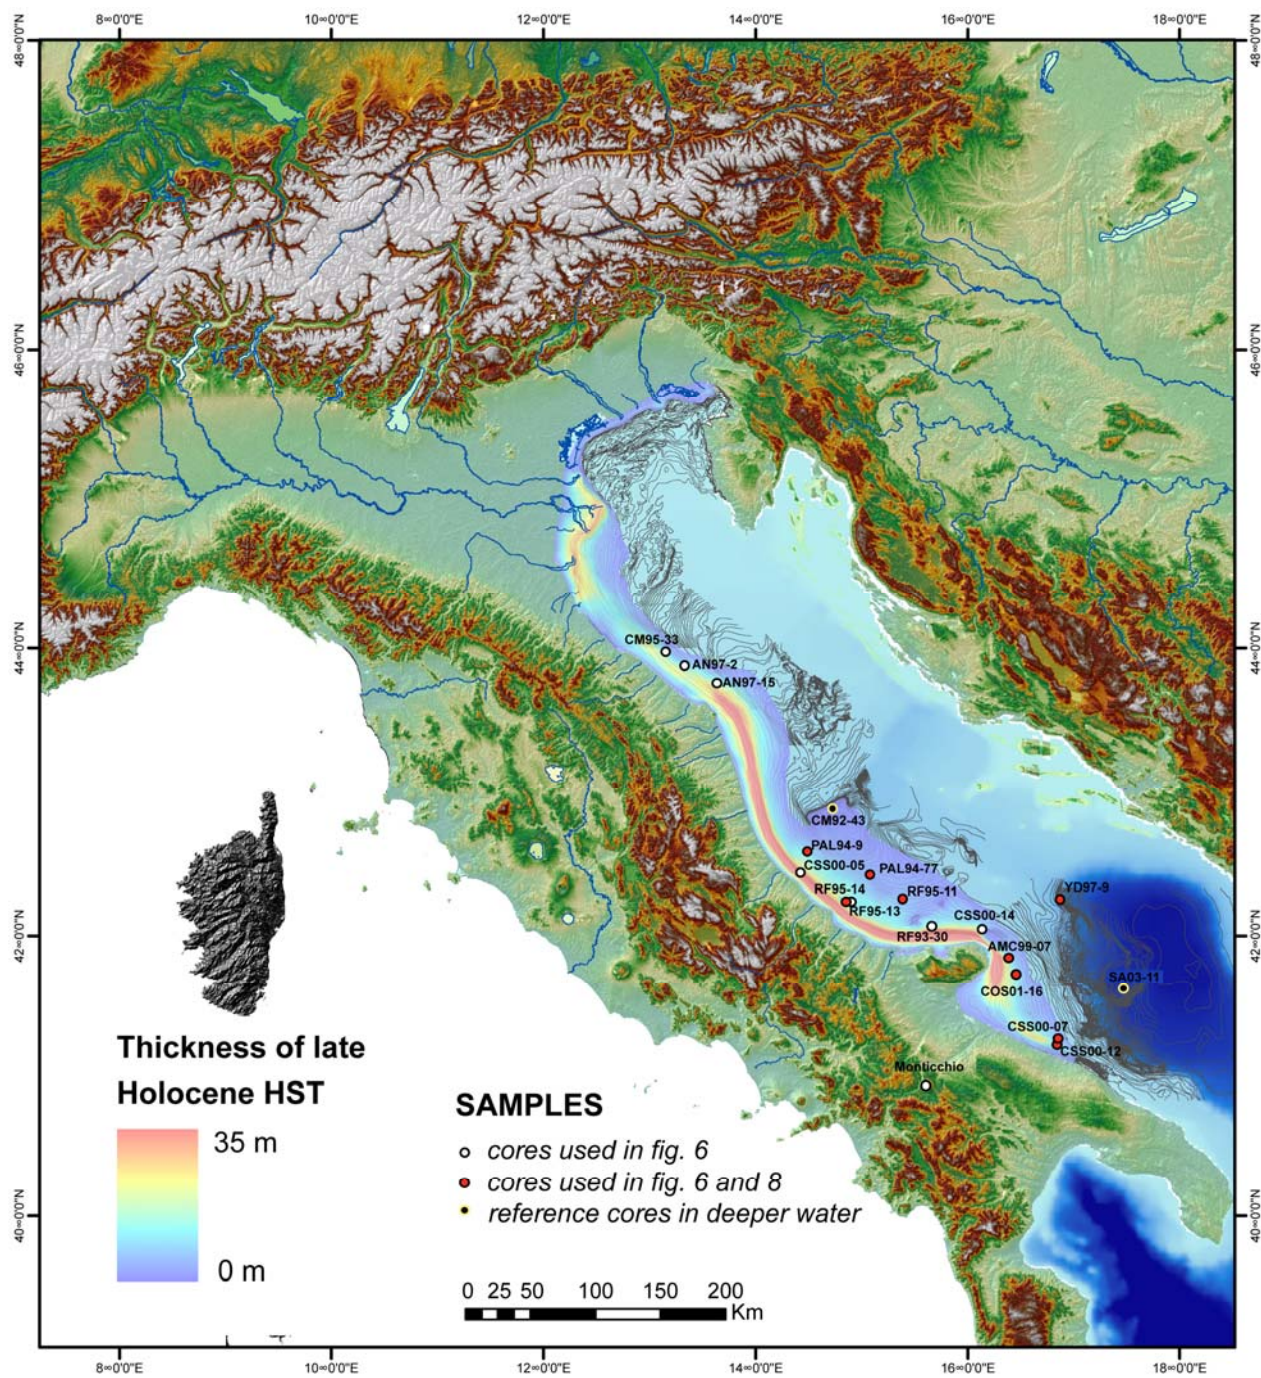 8∞0'0"E 10∞0'0"E 12∞0'0"E 14∞0'0"E 16∞0'0"E 18∞0'0"E
48∞0'0"N 48∞0'0"N
46∞0'0"N 46∞0'0"N
44∞0'0"N 44∞0'0"N
42∞0'0"N 42∞0'0"N
40∞0'0"N 40∞0'0"N
CM95-33
AN97-2
AN97-15
CM92-43
PAL94-9
CSS00-05
PAL94-77
RF95-14
RF95-11
RF95-13
YD97-9
CSS00-14
RF93-30
AMC99-07
SA03-11
COS01-16
CSS00-07
CSS00-12
Monticchio
Thickness of late
Holocene HST
35 m
0 m
SAMPLES
cores used in fig. 6
cores used in fig. 6 and 8
reference cores in deeper water
0 25 50 100 150 200
Km
8∞0'0"E 10∞0'0"E 12∞0'0"E 14∞0'0"E 16∞0'0"E 18∞0'0"E